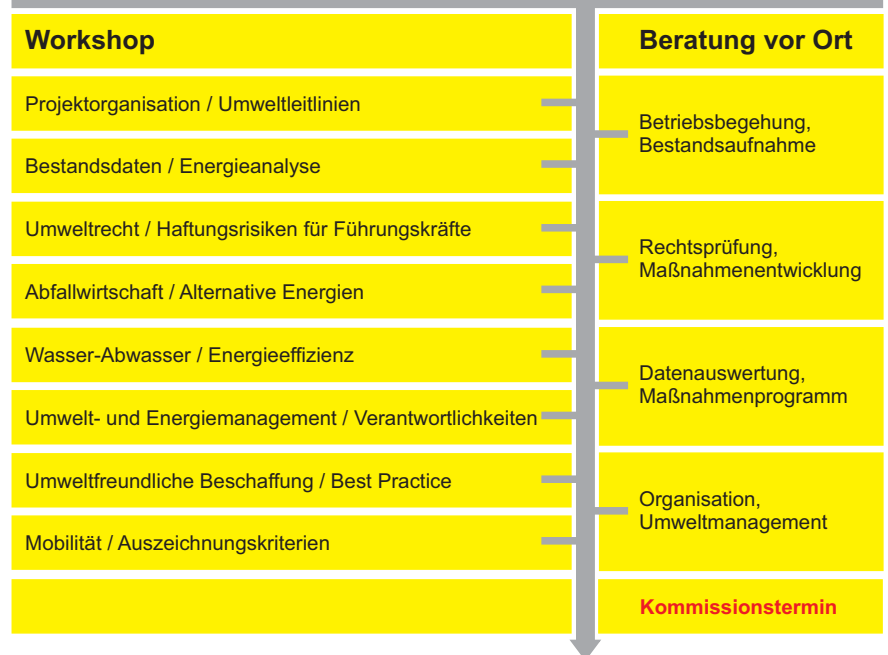 Workshop
Projektorganisation / Umweltleitlinien
Bestandsdaten / Energieanalyse
Umweltrecht / Haftungsrisiken für Führungskräfte
Abfallwirtschaft / Alternative Energien
Wasser-Abwasser / Energieeffizienz
Umwelt- und Energiemanagement / Verantwortlichkeiten
Umweltfreundliche Beschaffung / Best Practice
Mobilität / Auszeichnungskriterien
Beratung vor Ort
Betriebsbegehung,
Bestandsaufnahme
Rechtsprüfung,
Maßnahmenentwicklung
Datenauswertung,
Maßnahmenprogramm
Organisation,
Umweltmanagement
Kommissionstermin